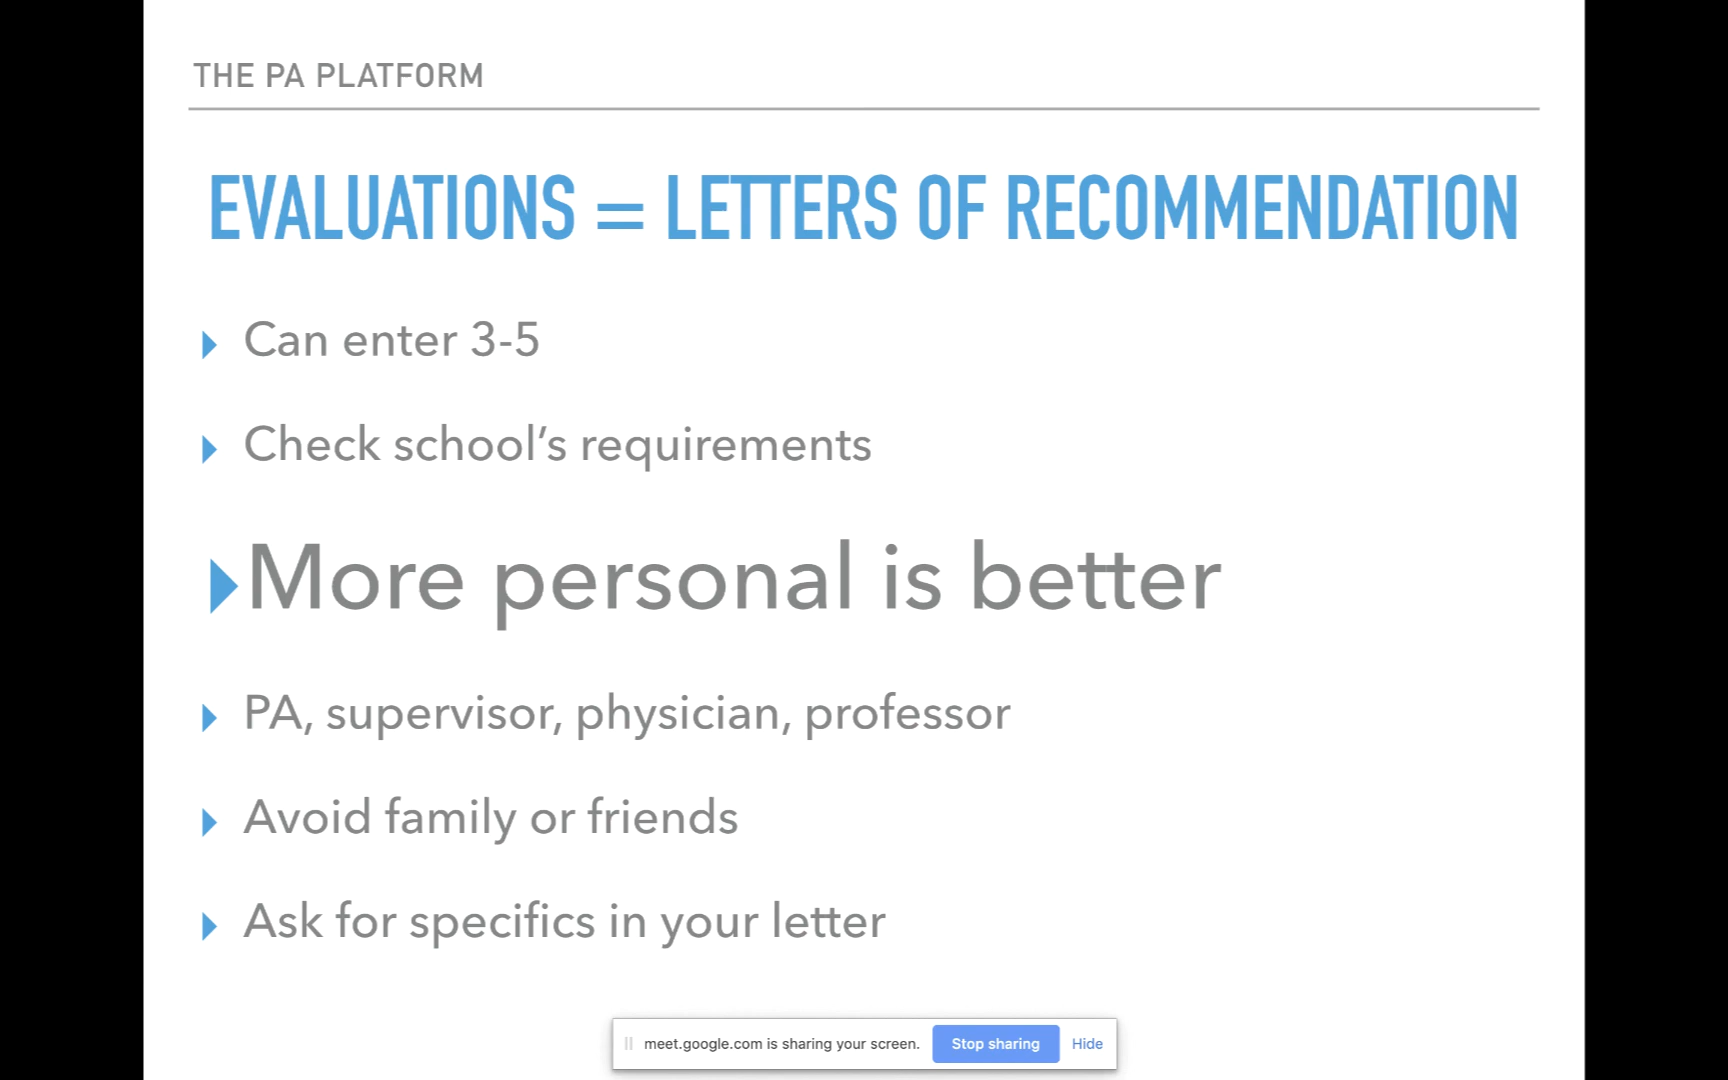 THE PA PLATFORM
EVALUATIONS = LETTERS OF RECOMMENDATION
Can enter 3-5
Check school’s requirements
More personal is better
PA, supervisor, physician, professor
Avoid family or friends
Ask for specifics in your letter
meet.google.com is sharing your screen. Stop sharing Hide